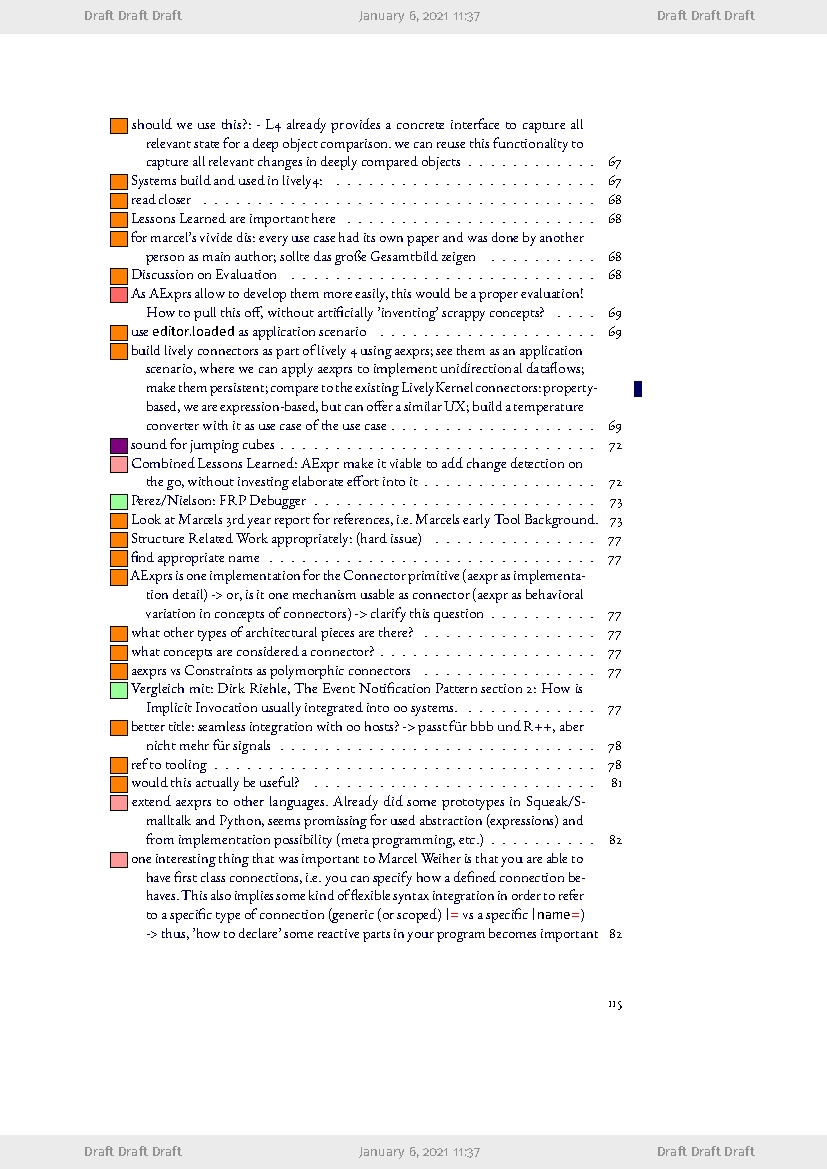 Draft Draft Draft January 6, 2021 11:37 Draft Draft Draft
should we use this?: - L4 already provides a concrete interface to capture all
relevant state for a deep object comparison. we can reuse this functionality to
capture all relevant changes in deeply compared objects . . . . . . . . . . . . 67
Systems build and used in lively4: . . . . . . . . . . . . . . . . . . . . . . . . 67
read closer . . . . . . . . . . . . . . . . . . . . . . . . . . . . . . . . . . . . 68
Lessons Learned are important here . . . . . . . . . . . . . . . . . . . . . . . 68
for marcel's vivide dis: every use case had its own paper and was done by another
person as main author; sollte das große Gesamtbild zeigen . . . . . . . . . . 68
Discussion on Evaluation . . . . . . . . . . . . . . . . . . . . . . . . . . . . 68
As AExprs allow to develop them more easily, this would be a proper evaluation!
How to pull this off, without artificially 'inventing' scrappy concepts? . . . . 69
use editor.loaded as application scenario . . . . . . . . . . . . . . . . . . . . 69
build lively connectors as part of lively 4 using aexprs; see them as an application
scenario, where we can apply aexprs to implement unidirectional dataflows;
make them persistent; compare to the existing LivelyKernel connectors: property-
based, we are expression-based, but can offer a similar UX; build a temperature
converter with it as use case of the use case . . . . . . . . . . . . . . . . . . . 69
sound for jumping cubes . . . . . . . . . . . . . . . . . . . . . . . . . . . . . 72
Combined Lessons Learned: AExpr make it viable to add change detection on
the go, without investing elaborate effort into it . . . . . . . . . . . . . . . . 72
Perez/Nielson: FRP Debugger . . . . . . . . . . . . . . . . . . . . . . . . . . 73
Look at Marcels 3rd year report for references, i.e. Marcels early Tool Background. 73
Structure Related Work appropriately: (hard issue) . . . . . . . . . . . . . . . 77
find appropriate name . . . . . . . . . . . . . . . . . . . . . . . . . . . . . . 77
AExprs is one implementation for the Connector primitive (aexpr as implementa-
tion detail) -> or, is it one mechanism usable as connector (aexpr as behavioral
variation in concepts of connectors) -> clarify this question . . . . . . . . . . 77
what other types of architectural pieces are there? . . . . . . . . . . . . . . . . 77
what concepts are considered a connector? . . . . . . . . . . . . . . . . . . . . 77
aexprs vs Constraints as polymorphic connectors . . . . . . . . . . . . . . . . 77
Vergleich mit: Dirk Riehle, The Event Notification Pattern section 2: How is
Implicit Invocation usually integrated into oo systems. . . . . . . . . . . . . 77
better title: seamless integration with oo hosts? -> passt für bbb und R++, aber
nicht mehr für signals . . . . . . . . . . . . . . . . . . . . . . . . . . . . . 78
ref to tooling . . . . . . . . . . . . . . . . . . . . . . . . . . . . . . . . . . . 78
would this actually be useful? . . . . . . . . . . . . . . . . . . . . . . . . . . 81
extend aexprs to other languages. Already did some prototypes in Squeak/S-
malltalk and Python, seems promissing for used abstraction (expressions) and
from implementation possibility (meta programming, etc.) . . . . . . . . . . 82
one interesting thing that was important to Marcel Weiher is that you are able to
have first class connections, i.e. you can specify how a defined connection be-
haves. This also implies some kind of flexible syntax integration in order to refer
to a specific type of connection (generic (or scoped) |= vs a specific |name=)
-> thus, 'how to declare' some reactive parts in your program becomes important 82
115
Draft Draft Draft January 6, 2021 11:37 Draft Draft Draft